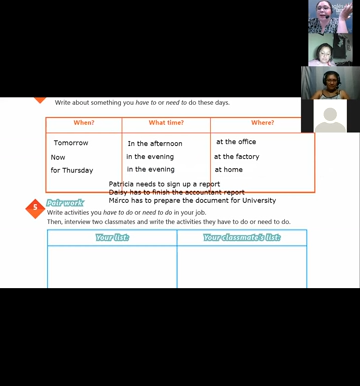 Write about something you have to or need to do these days.
When? What time? Where?
Tomorrow In the afternoon at the office
Now in the evening at the factory
for Thursday in the evening at home
Patricia needs to sign up a report
Daisy has to finish the accountant report
Marco has to prepare the document for University
5 Pair work
Write activities you have to do or need to do in your job.
Then, interview two classmates and write the activities they have to do or need to do.
Your list: Your classmate's list: